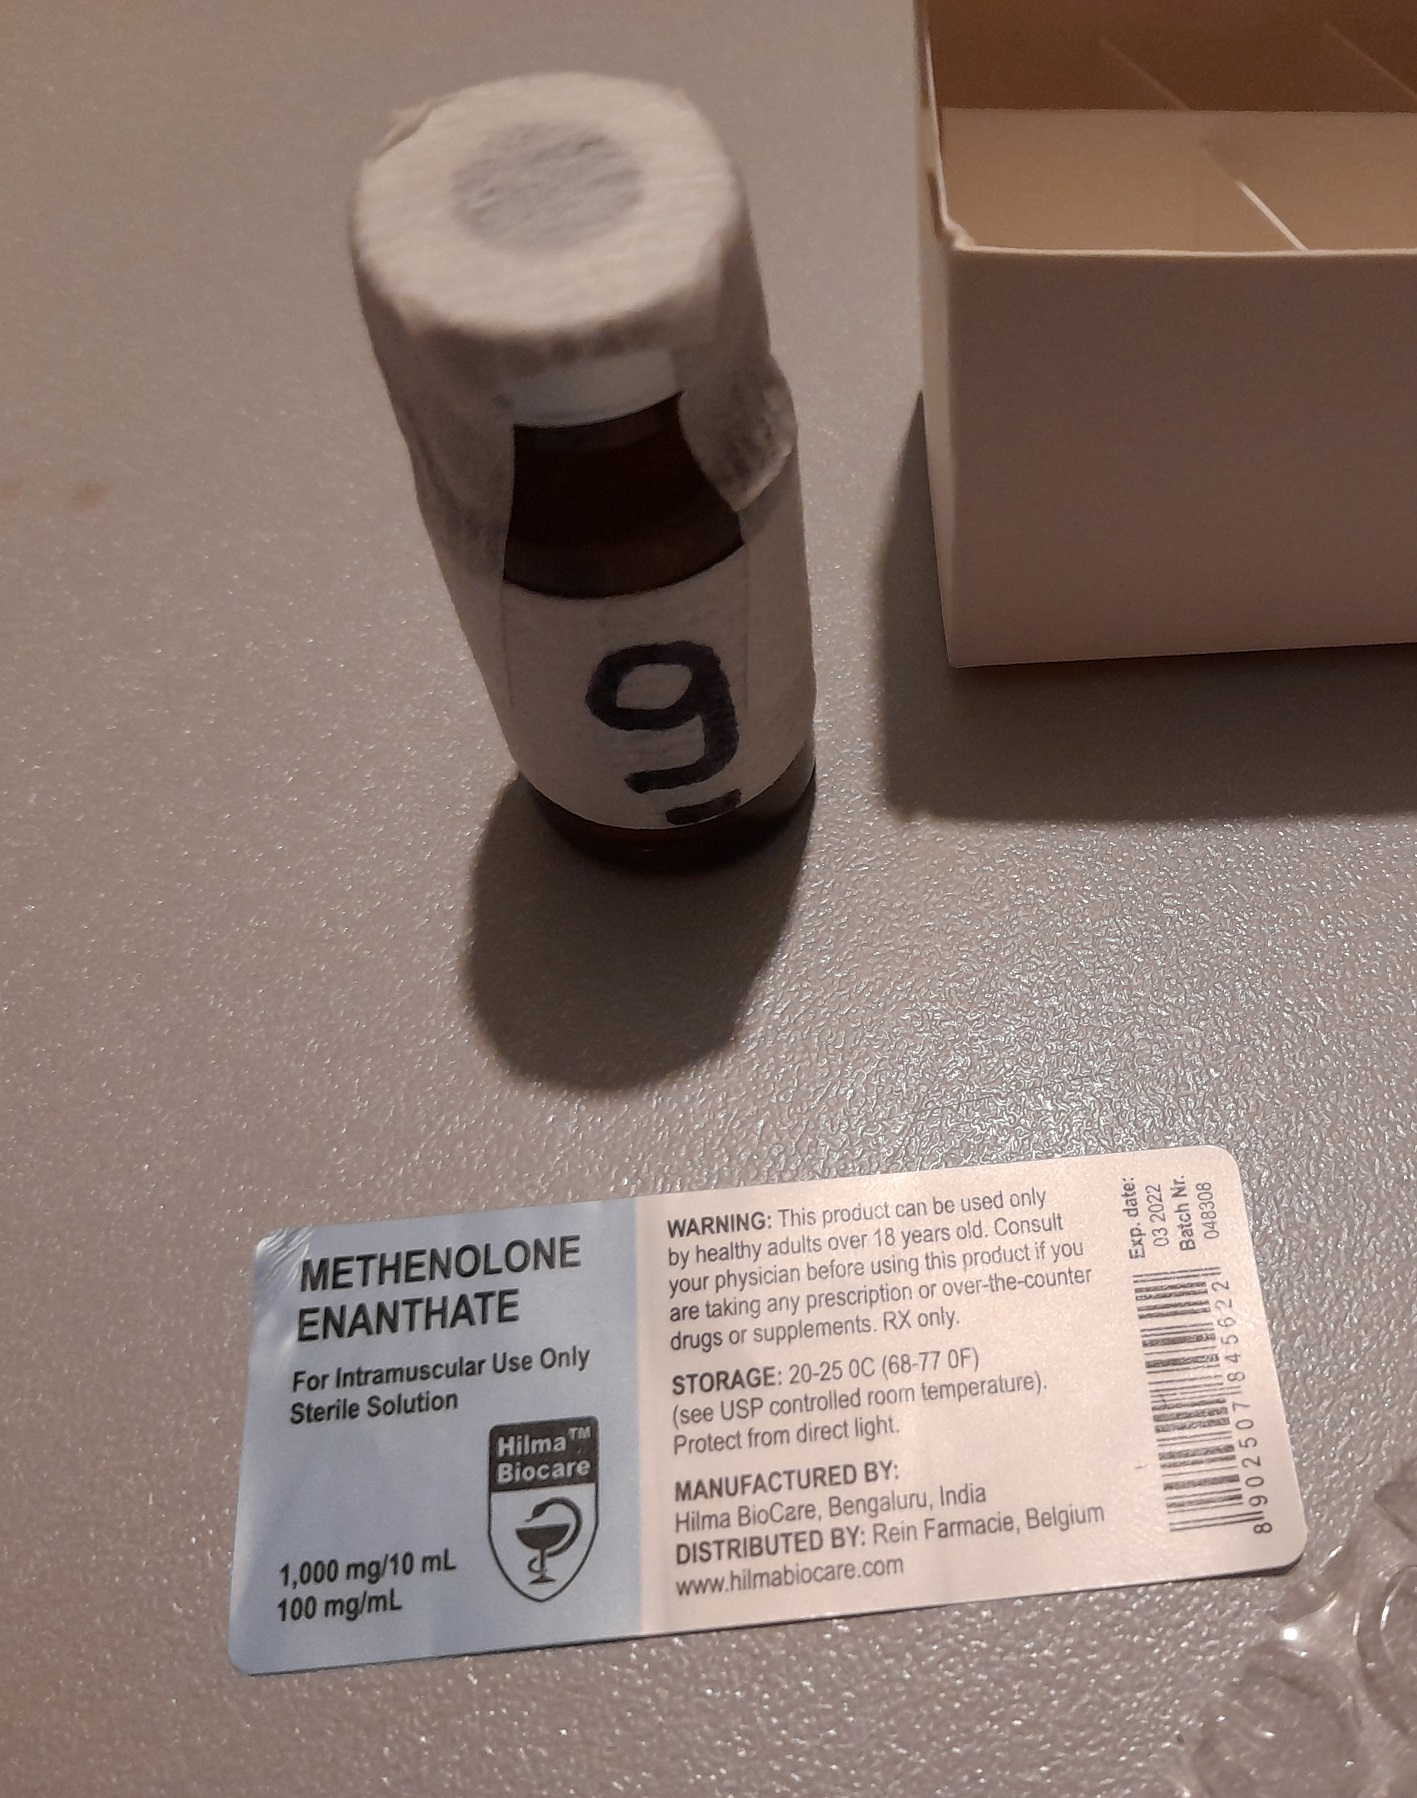 9
METHENOLONE
ENANTHATE
For Intramuscular Use Only
Sterile Solution
Hilma™
Biocare
1,000 mg/10 mL
100 mg/mL
WARNING: This product can be used only
by healthy adults over 18 years old. Consult
your physician before using this product if you
are taking any prescription or over-the-counter
drugs or supplements. RX only.
STORAGE: 20-25 0C (68-77 0F)
(see USP controlled room temperature).
Protect from direct light.
MANUFACTURED BY:
Hilma BioCare, Bengaluru, India
DISTRIBUTED BY: Rein Farmacie, Belgium
www.hilmabiocare.com
Exp. date:
03 2022
Batch Nr.
048308
8902507845622